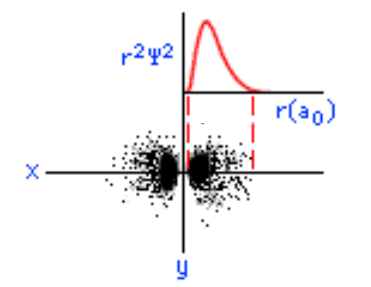 r²Ψ²
r(a₀)
x
y